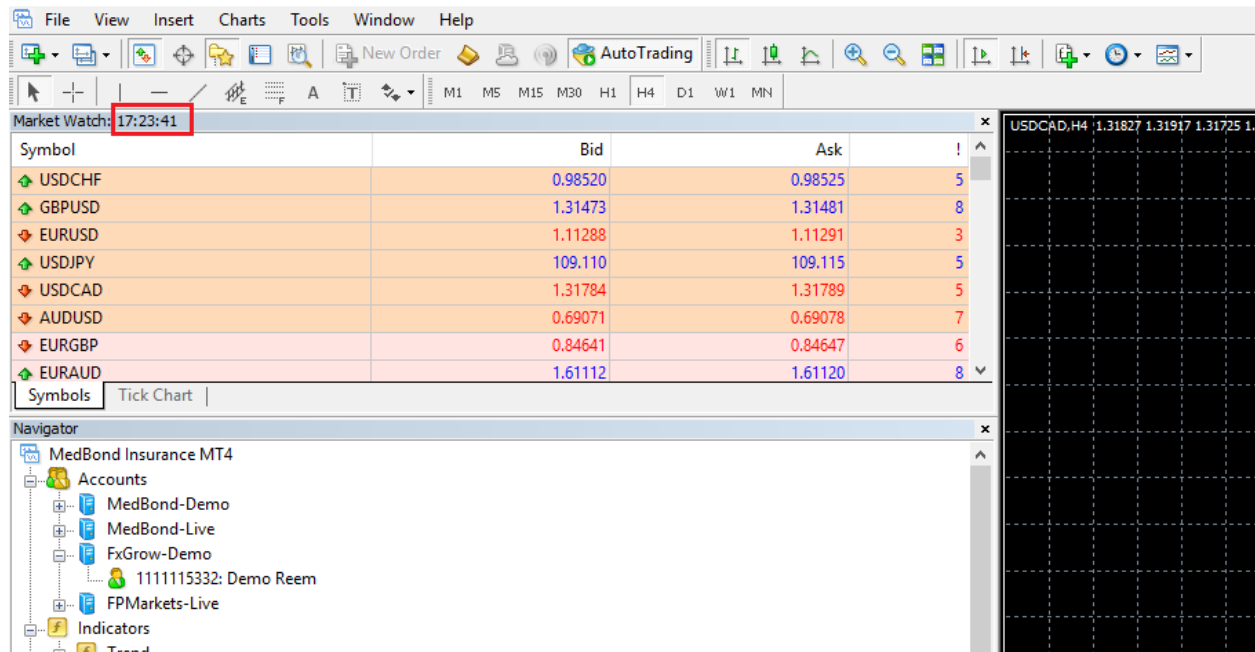 File View Insert Charts Tools Window Help
New Order AutoTrading
E F A T M1 M5 M15 M30 H1 H4 D1 W1 MN
Market Watch: 17:23:41
Symbol Bid Ask !
USDCHF 0.98520 0.98525 5
GBPUSD 1.31473 1.31481 8
EURUSD 1.11288 1.11291 3
USDJPY 109.110 109.115 5
USDCAD 1.31784 1.31789 5
AUDUSD 0.69071 0.69078 7
EURGBP 0.84641 0.84647 6
EURAUD 1.61112 1.61120 8
Symbols Tick Chart
Navigator
MedBond Insurance MT4
Accounts
MedBond-Demo
MedBond-Live
FxGrow-Demo
1111115332: Demo Reem
FPMarkets-Live
Indicators
Trend
USDCAD,H4 1.31827 1.31917 1.31725 1.